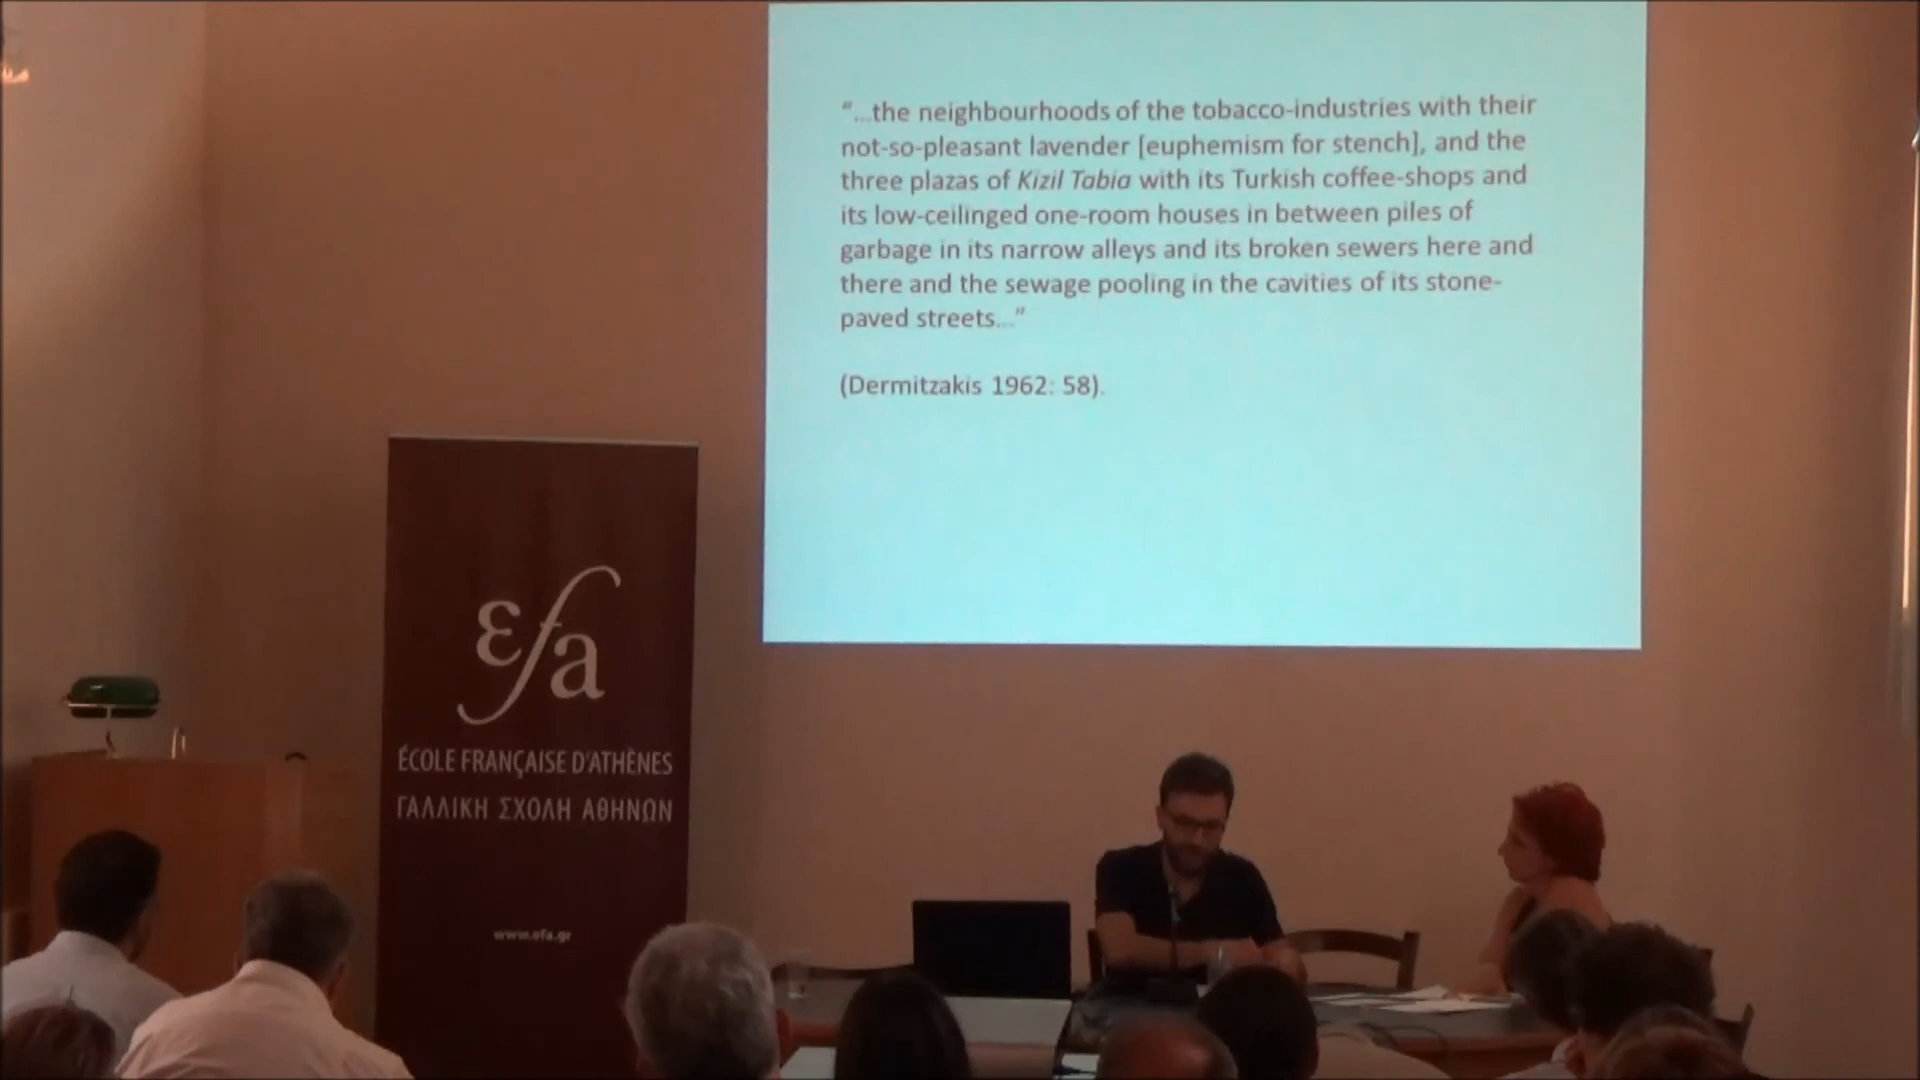 “...the neighbourhoods of the tobacco-industries with their
not-so-pleasant lavender [euphemism for stench], and the
three plazas of Kizil Tabia with its Turkish coffee-shops and
its low-ceilinged one-room houses in between piles of
garbage in its narrow alleys and its broken sewers here and
there and the sewage pooling in the cavities of its stone-
paved streets...”
(Dermitzakis 1962: 58).
εfa
ÉCOLE FRANÇAISE D'ATHÈNES
ΓΑΛΛΙΚΗ ΣΧΟΛΗ ΑΘΗΝΩΝ
www.efa.gr